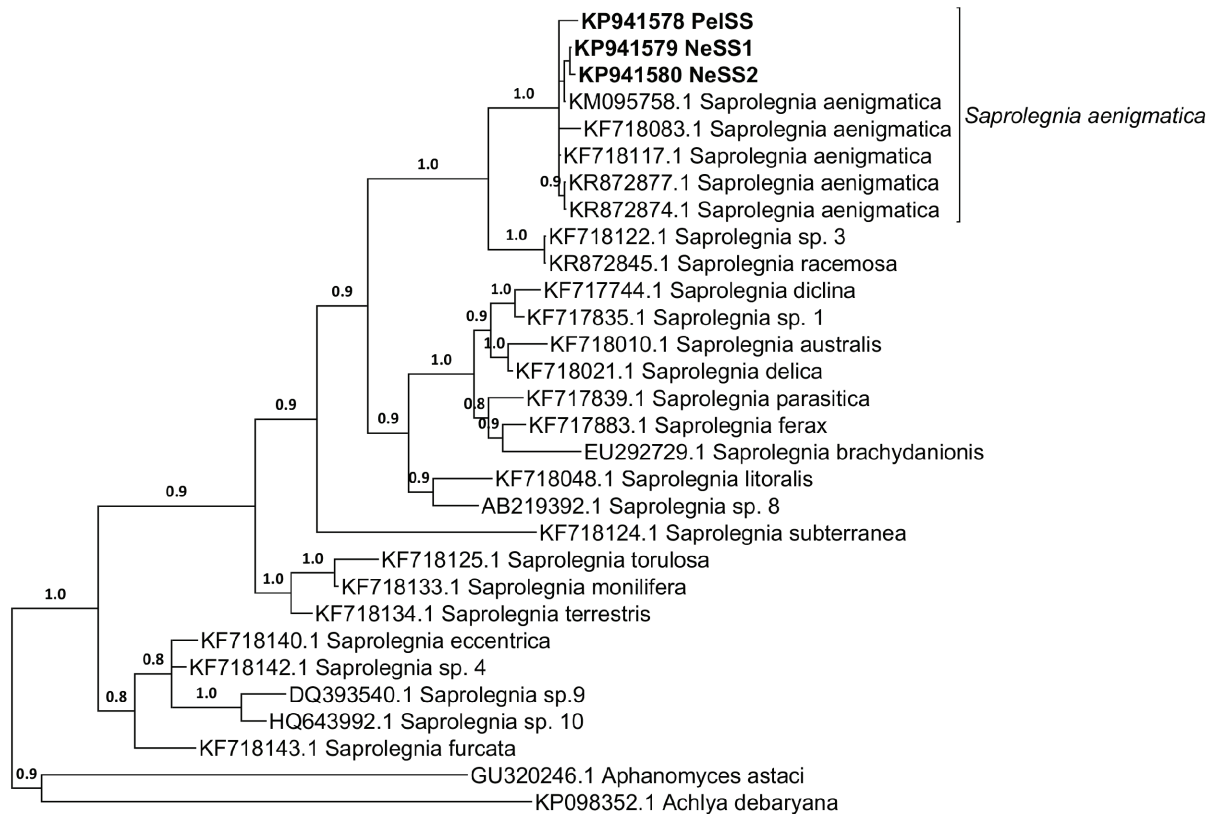 KP941578 PelSS
KP941579 NeSS1
KP941580 NeSS2
1.0
KM095758.1 Saprolegnia aenigmatica
Saprolegnia aenigmatica
KF718083.1 Saprolegnia aenigmatica
KF718117.1 Saprolegnia aenigmatica
1.0
0.9
KR872877.1 Saprolegnia aenigmatica
KR872874.1 Saprolegnia aenigmatica
1.0
KF718122.1 Saprolegnia sp. 3
KR872845.1 Saprolegnia racemosa
0.9
1.0
KF717744.1 Saprolegnia diclina
0.9
KF717835.1 Saprolegnia sp. 1
1.0
KF718010.1 Saprolegnia australis
1.0
KF718021.1 Saprolegnia delica
0.9
0.8
KF717839.1 Saprolegnia parasitica
0.9
0.9
KF717883.1 Saprolegnia ferax
EU292729.1 Saprolegnia brachydanionis
0.9
KF718048.1 Saprolegnia litoralis
0.9
AB219392.1 Saprolegnia sp. 8
KF718124.1 Saprolegnia subterranea
1.0
KF718125.1 Saprolegnia torulosa
1.0
KF718133.1 Saprolegnia monilifera
1.0
KF718134.1 Saprolegnia terrestris
KF718140.1 Saprolegnia eccentrica
0.8
KF718142.1 Saprolegnia sp. 4
0.8
1.0
DQ393540.1 Saprolegnia sp.9
HQ643992.1 Saprolegnia sp. 10
KF718143.1 Saprolegnia furcata
0.9
GU320246.1 Aphanomyces astaci
KP098352.1 Achlya debaryana